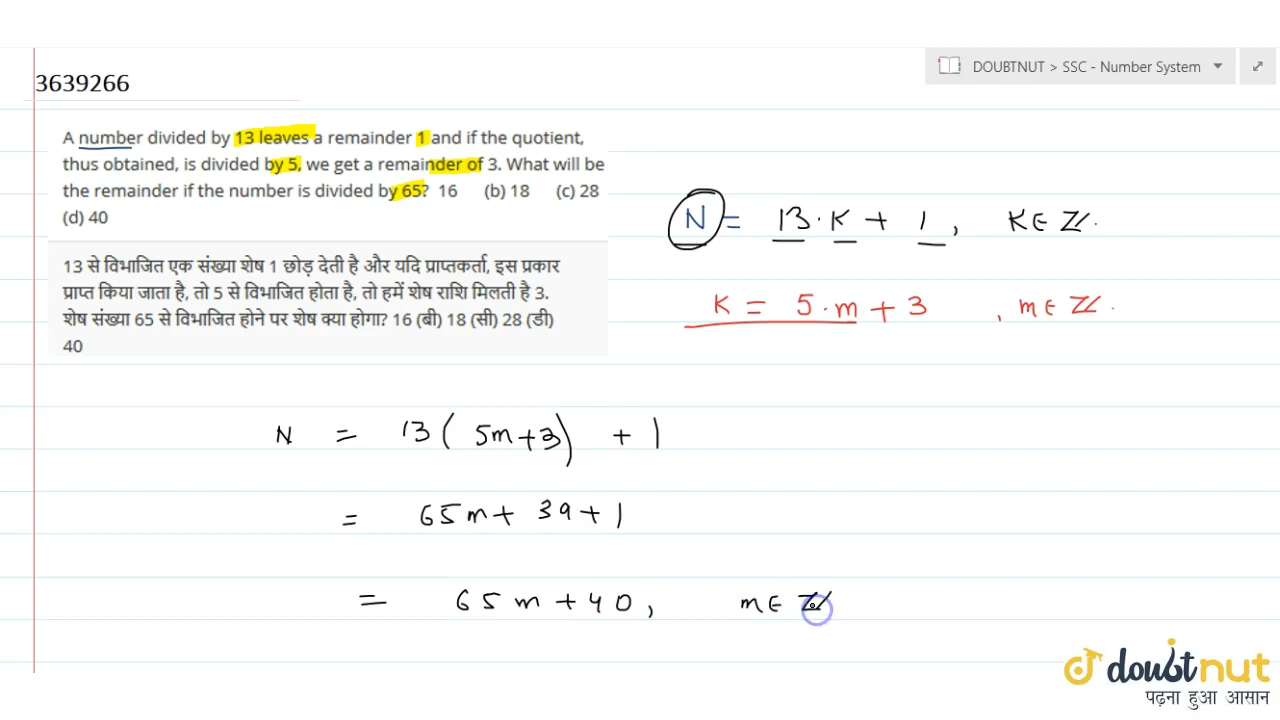 3639266
DOUBTNUT > SSC - Number System
A number divided by 13 leaves a remainder 1 and if the quotient,
thus obtained, is divided by 5, we get a remainder of 3. What will be
the remainder if the number is divided by 65? 16 (b) 18 (c) 28
(d) 40
N = 13 · K + 1 , K ∈ ℤ .
13 से विभाजित एक संख्या शेष 1 छोड़ देती है और यदि प्राप्तकर्ता, इस प्रकार
प्राप्त किया जाता है, तो 5 से विभाजित होता है, तो हमें शेष राशि मिलती है 3.
शेष संख्या 65 से विभाजित होने पर शेष क्या होगा? 16 (बी) 18 (सी) 28 (डी)
40
K = 5 · m + 3 , m ∈ ℤ .
N = 13 ( 5m + 3 ) + 1
= 65m + 39 + 1
= 65 m + 40 , m ∈ ℤ
doubtnut
पढ़ना हुआ आसान